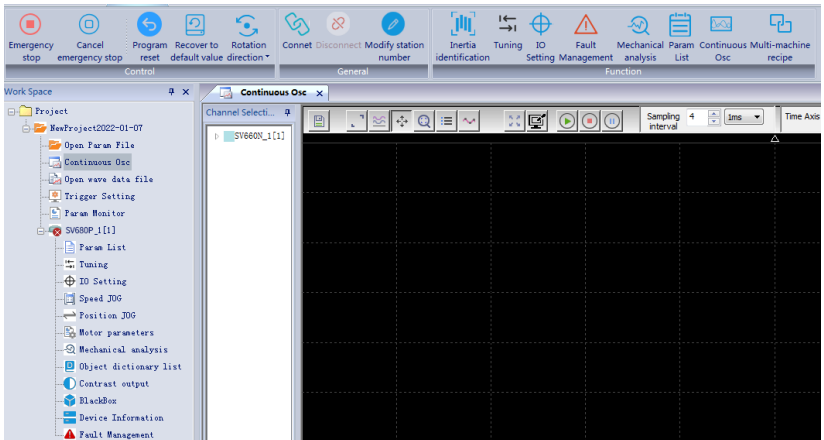 Emergency stop
Cancel emergency stop
Program reset
Recover to default value
Rotation direction
Control
Connet
Disconnect
Modify station number
General
Inertia identification
Tuning
IO Setting
Fault Management
Mechanical analysis
Param List
Continuous Osc
Multi-machine recipe
Function
Work Space
Continuous Osc
Project
NewProject2022-01-07
Open Param File
Continuous Osc
Open wave data file
Trigger Setting
Param Monitor
SV680P_1[1]
Param List
Tuning
IO Setting
Speed JOG
Position JOG
Motor parameters
Mechanical analysis
Object dictionary list
Contrast output
BlackBox
Device Information
Fault Management
Channel Selecti...
SV660N_1[1]
Sampling interval 4 1ms
Time Axis